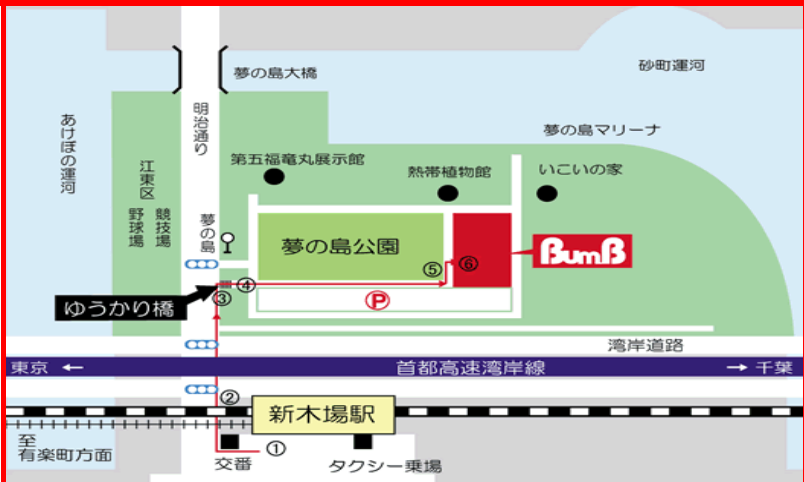 砂町運河
夢の島大橋
あけぼの運河
明治通り
夢の島マリーナ
江東区
野球場
競技場
第五福竜丸展示館
熱帯植物館
いこいの家
夢の島
夢の島公園
BumB
⑤
⑥
④
③
P
ゆうかり橋
湾岸道路
東京 ←
首都高速湾岸線
→ 千葉
②
新木場駅
至
有楽町方面
①
交番
タクシー乗場